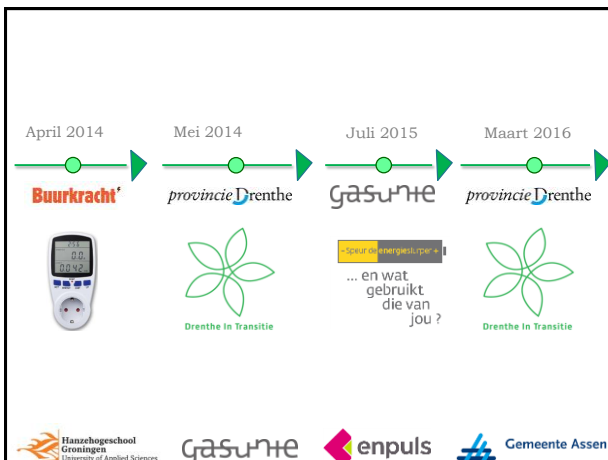 April 2014
Mei 2014
Juli 2015
Maart 2016
Buurkracht
provincie Drenthe
gasunie
provincie Drenthe
- Speur de energieslurper +
... en wat
gebruikt
die van
jou ?
Drenthe In Transitie
Drenthe In Transitie
Hanzehogeschool
Groningen
University of Applied Sciences
gasunie
enpuls
Gemeente Assen